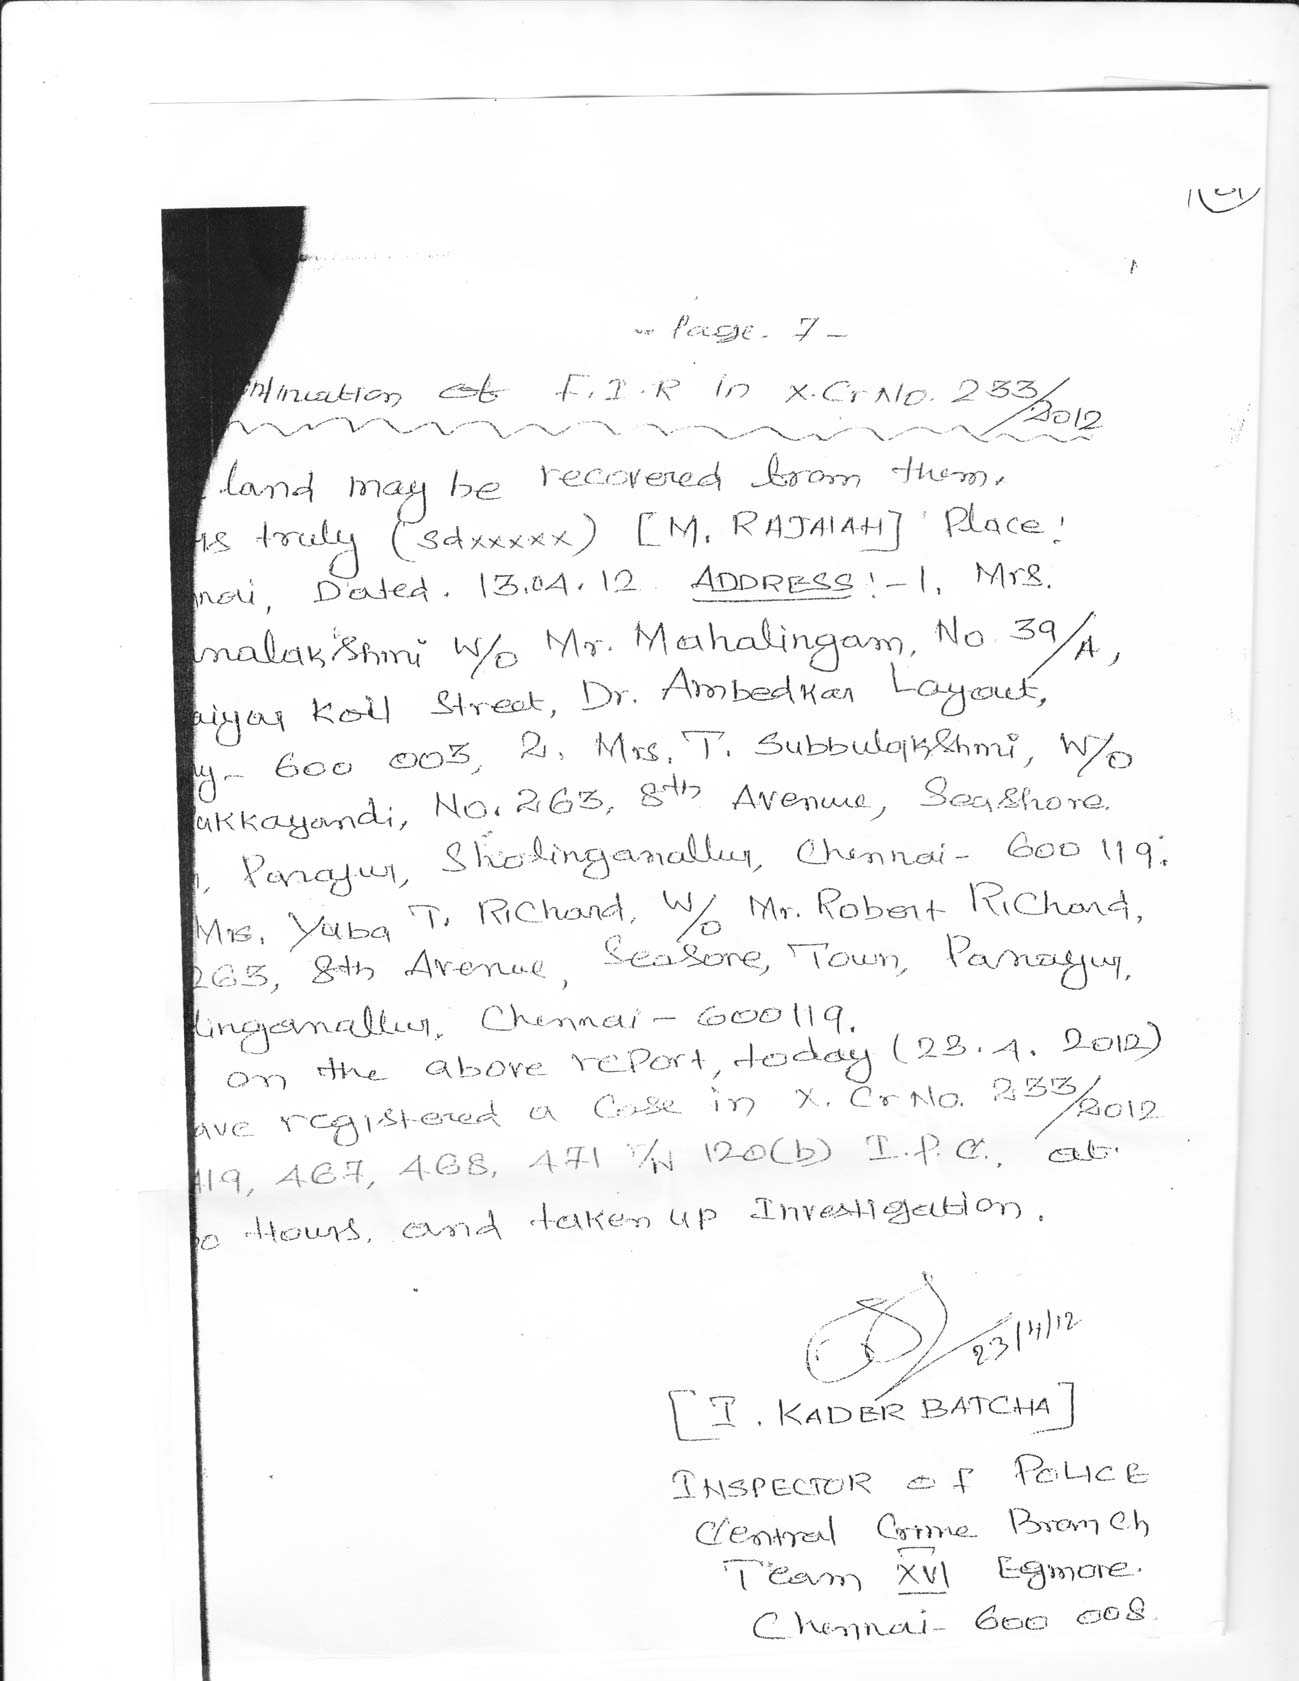 - Page. 7 -
ntinuation of F.I.R in X.Cr No. 233/2012
land may be recovered from them.
rs truly (sdxxxxx) [M. RAJAIAH] Place:
nai, Dated. 13.04.12 ADDRESS:-1, Mrs.
nalakshmi W/o Mr. Mahalingam, No 39/A,
aiyar Koil Street, Dr. Ambedkar Layout,
y- 600 003, 2. Mrs. T. Subbulakshmi, W/o
ukkayandi, No. 263, 8th Avenue, Seashore.
, Panayur, Sholinganallur, Chennai- 600 119.
Mrs. Yuba T. Richard, W/o Mr. Robert Richard,
263, 8th Avenue, Seasore, Town, Panayur,
linganallur, Chennai - 600119.
on the above report, today (23.4.2012)
ave registered a Case in X. Cr No. 233/2012
419, 467, 468, 471 r/w 120(b) I.P.C., at
o Hours. and taken up Investigation.
23/4/12
[I. KADER BATCHA]
INSPECTOR of POLICE
Central Crime Branch
Team XVI Egmore.
Chennai- 600 008.